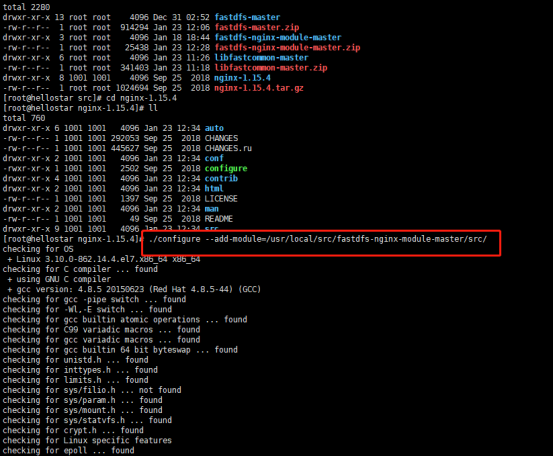 total 2280
drwxr-xr-x 13 root root 4096 Dec 31 02:52 fastdfs-master
-rw-r--r-- 1 root root 914294 Jan 23 12:06 fastdfs-master.zip
drwxr-xr-x 3 root root 4096 Jan 18 18:44 fastdfs-nginx-module-master
-rw-r--r-- 1 root root 25438 Jan 23 12:28 fastdfs-nginx-module-master.zip
drwxr-xr-x 6 root root 4096 Jan 23 11:26 libfastcommon-master
-rw-r--r-- 1 root root 341403 Jan 23 11:18 libfastcommon-master.zip
drwxr-xr-x 8 1001 1001 4096 Sep 25 2018 nginx-1.15.4
-rw-r--r-- 1 root root 1024694 Sep 25 2018 nginx-1.15.4.tar.gz
[root@hellostar src]# cd nginx-1.15.4
[root@hellostar nginx-1.15.4]# ll
total 760
drwxr-xr-x 6 1001 1001 4096 Jan 23 12:34 auto
-rw-r--r-- 1 1001 1001 292053 Sep 25 2018 CHANGES
-rw-r--r-- 1 1001 1001 445627 Sep 25 2018 CHANGES.ru
drwxr-xr-x 2 1001 1001 4096 Jan 23 12:34 conf
-rwxr-xr-x 1 1001 1001 2502 Sep 25 2018 configure
drwxr-xr-x 4 1001 1001 4096 Jan 23 12:34 contrib
drwxr-xr-x 2 1001 1001 4096 Jan 23 12:34 html
-rw-r--r-- 1 1001 1001 1397 Sep 25 2018 LICENSE
drwxr-xr-x 2 1001 1001 4096 Jan 23 12:34 man
-rw-r--r-- 1 1001 1001 49 Sep 25 2018 README
drwxr-xr-x 9 1001 1001 4096 Jan 23 12:34 src
[root@hellostar nginx-1.15.4]# ./configure --add-module=/usr/local/src/fastdfs-nginx-module-master/src/
checking for OS
+ Linux 3.10.0-862.14.4.el7.x86_64 x86_64
checking for C compiler ... found
+ using GNU C compiler
+ gcc version: 4.8.5 20150623 (Red Hat 4.8.5-44) (GCC)
checking for gcc -pipe switch ... found
checking for -Wl,-E switch ... found
checking for gcc builtin atomic operations ... found
checking for C99 variadic macros ... found
checking for gcc variadic macros ... found
checking for gcc builtin 64 bit byteswap ... found
checking for unistd.h ... found
checking for inttypes.h ... found
checking for limits.h ... found
checking for sys/filio.h ... not found
checking for sys/param.h ... found
checking for sys/mount.h ... found
checking for sys/statvfs.h ... found
checking for crypt.h ... found
checking for Linux specific features
checking for epoll ... found